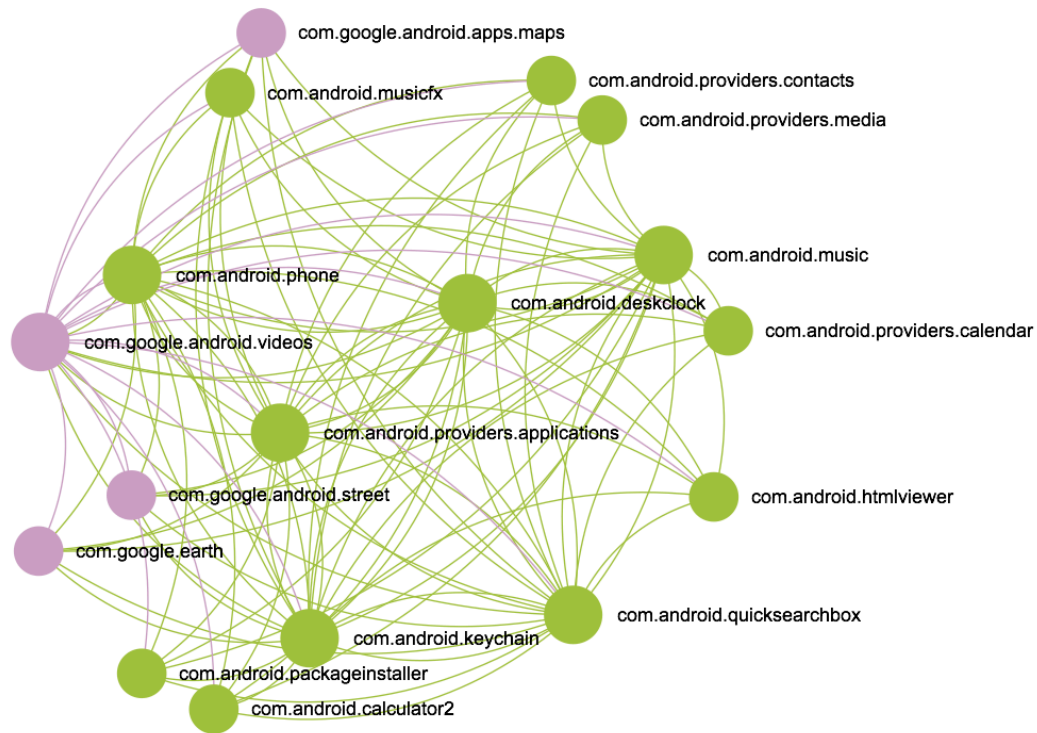 com.google.android.apps.maps
com.android.providers.contacts
com.android.musicfx
com.android.providers.media
com.android.music
com.android.phone
com.android.deskclock
com.android.providers.calendar
com.google.android.videos
com.android.providers.applications
com.google.android.street
com.android.htmlviewer
com.google.earth
com.android.quicksearchbox
com.android.keychain
com.android.packageinstaller
com.android.calculator2